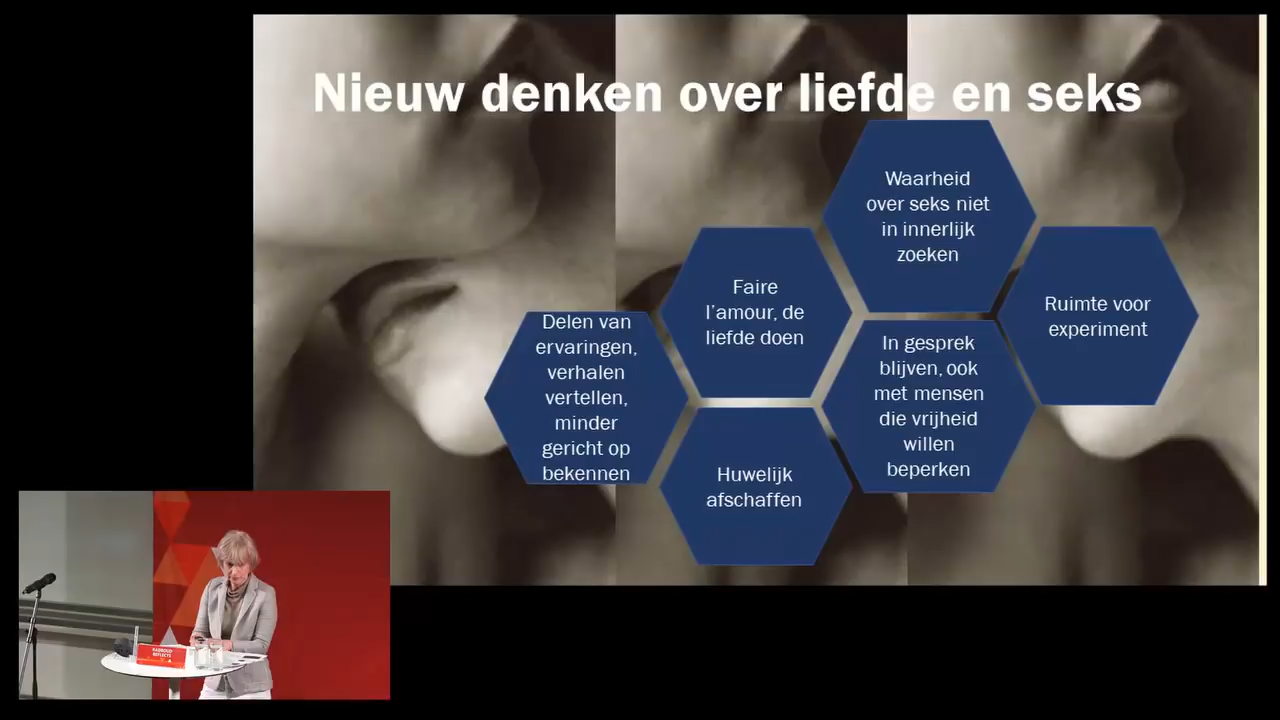 Nieuw denken over liefde en seks
Waarheid
over seks niet
in innerlijk
zoeken
Faire
l'amour, de
liefde doen
Ruimte voor
experiment
Delen van
ervaringen,
verhalen
vertellen,
minder
gericht op
bekennen
In gesprek
blijven, ook
met mensen
die vrijheid
willen
beperken
Huwelijk
afschaffen
RADBOUD
REFLECTS